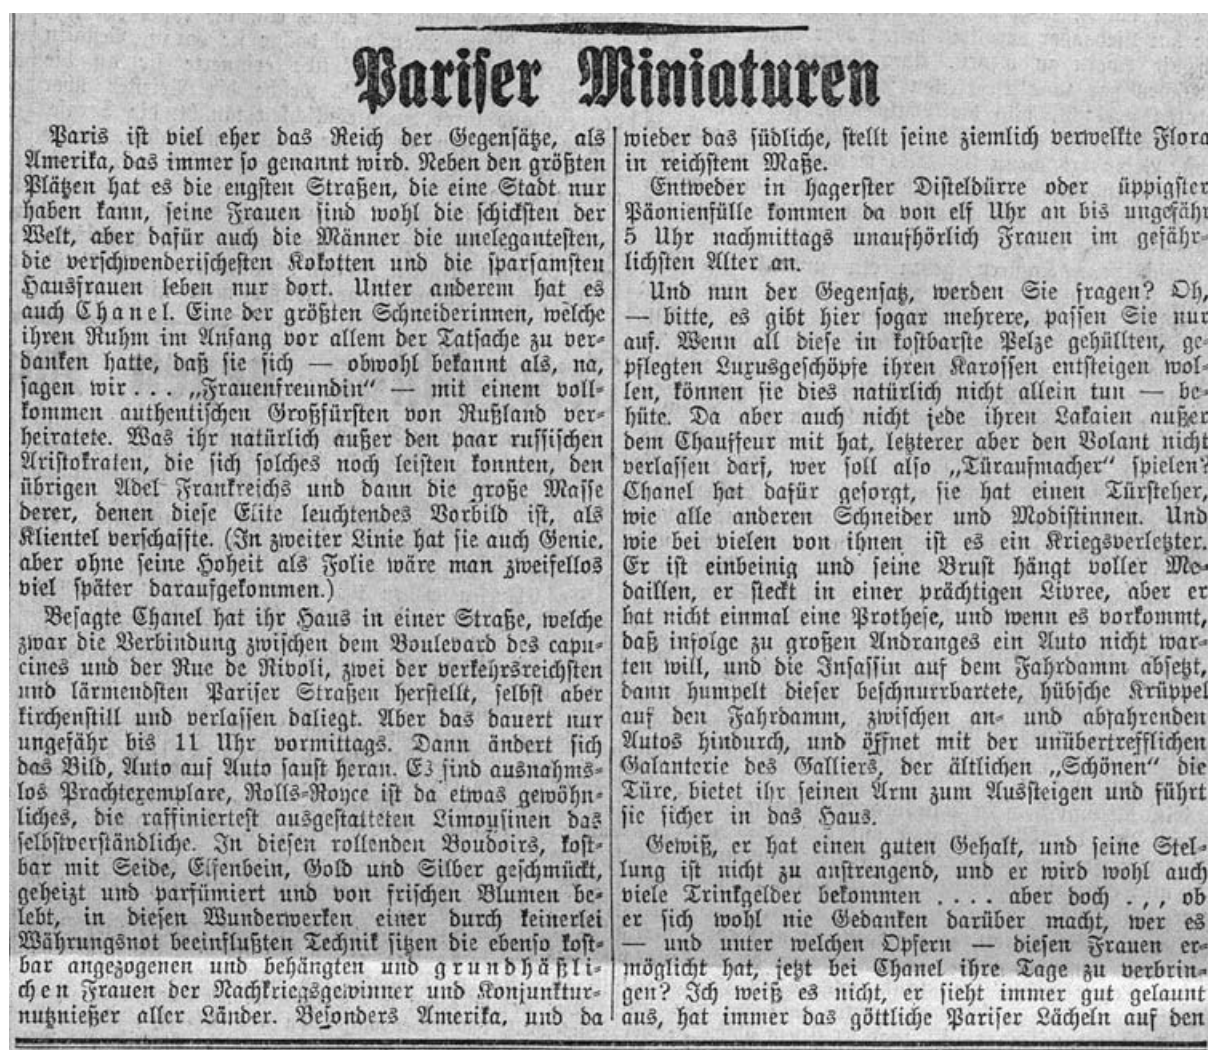 Pariser Miniaturen
Paris ist viel eher das Reich der Gegensätze, als
Amerika, das immer so genannt wird. Neben den größten
Plätzen hat es die engsten Straßen, die eine Stadt nur
haben kann, seine Frauen sind wohl die schicksten der
Welt, aber dafür auch die Männer die unelegantesten,
die verschwenderischesten Kokotten und die sparsamsten
Hausfrauen leben nur dort. Unter anderem hat es
auch Chanel. Eine der größten Schneiderinnen, welche
ihren Ruhm im Anfang vor allem der Tatsache zu ver-
danken hatte, daß sie sich — obwohl bekannt als, na,
sagen wir . . . „Frauenfreundin“ — mit einem voll-
kommen authentischen Großfürsten von Rußland ver-
heiratete. Was ihr natürlich außer den paar russischen
Aristokraten, die sich solches noch leisten konnten, den
übrigen Adel Frankreichs und dann die große Masse
derer, denen diese Elite leuchtendes Vorbild ist, als
Klientel verschaffte. (In zweiter Linie hat sie auch Genie,
aber ohne seine Hoheit als Folie wäre man zweifellos
viel später daraufgekommen.)
Besagte Chanel hat ihr Haus in einer Straße, welche
zwar die Verbindung zwischen dem Boulevard des capu-
cines und der Rue de Rivoli, zwei der verkehrsreichsten
und lärmendsten Pariser Straßen herstellt, selbst aber
kirchenstill und verlassen daliegt. Aber das dauert nur
ungefähr bis 11 Uhr vormittags. Dann ändert sich
das Bild, Auto auf Auto saust heran. Es sind ausnahms-
los Prachtexemplare, Rolls-Royce ist da etwas gewöhn-
liches, die raffiniertest ausgestatteten Limousinen das
selbstverständliche. In diesen rollenden Boudoirs, kost-
bar mit Seide, Elfenbein, Gold und Silber geschmückt,
geheizt und parfümiert und von frischen Blumen be-
lebt, in diesen Wunderwerken einer durch keinerlei
Währungsnot beeinflußten Technik sitzen die ebenso kost-
bar angezogenen und behängten und grundhäßli-
chen Frauen der Nachkriegsgewinner und Konjunktur-
nutznießer aller Länder. Besonders Amerika, und da
wieder das südliche, stellt seine ziemlich verwelkte Flora
in reichstem Maße.
Entweder in hagerster Disteldürre oder üppigster
Päonienfülle kommen da von elf Uhr an bis ungefähr
5 Uhr nachmittags unaufhörlich Frauen im gefähr-
lichsten Alter an.
Und nun der Gegensatz, werden Sie fragen? Oh,
— bitte, es gibt hier sogar mehrere, passen Sie nur
auf. Wenn all diese in kostbarste Pelze gehüllten, ge-
pflegten Luxusgeschöpfe ihren Karossen entsteigen wol-
len, können sie dies natürlich nicht allein tun — be-
hüte. Da aber auch nicht jede ihren Lakaien außer
dem Chauffeur mit hat, letzterer aber den Volant nicht
verlassen darf, wer soll also „Türaufmacher“ spielen?
Chanel hat dafür gesorgt, sie hat einen Türsteher,
wie alle anderen Schneider und Modistinnen. Und
wie bei vielen von ihnen ist es ein Kriegsverletzter.
Er ist einbeinig und seine Brust hängt voller Me-
daillen, er steckt in einer prächtigen Livree, aber er
hat nicht einmal eine Prothese, und wenn es vorkommt,
daß infolge zu großen Andranges ein Auto nicht war-
ten will, und die Insassin auf dem Fahrdamm absetzt,
dann humpelt dieser beschnurrbartete, hübsche Krüppel
auf den Fahrdamm, zwischen an- und abfahrenden
Autos hindurch, und öffnet mit der unübertrefflichen
Galanterie des Galliers, der ältlichen „Schönen“ die
Türe, bietet ihr seinen Arm zum Aussteigen und führt
sie sicher in das Haus.
Gewiß, er hat einen guten Gehalt, und seine Stel-
lung ist nicht zu anstrengend, und er wird wohl auch
viele Trinkgelder bekommen . . . . aber doch . , , ob
er sich wohl nie Gedanken darüber macht, wer es
— und unter welchen Opfern — diesen Frauen er-
möglicht hat, jetzt bei Chanel ihre Tage zu verbrin-
gen? Ich weiß es nicht, er sieht immer gut gelaunt
aus, hat immer das göttliche Pariser Lächeln auf den